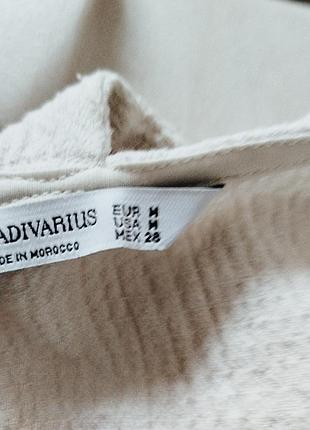 ADIVARIUS
DE IN MOROCCO
EUR M
USA M
MEX 28